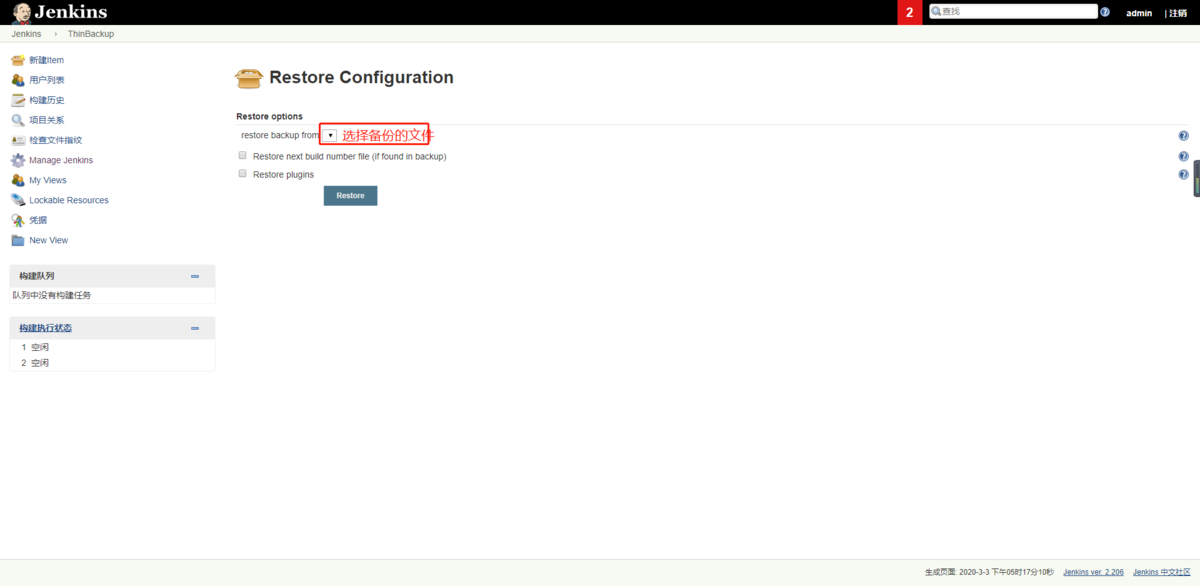 Jenkins
2
查找
admin
| 注销
Jenkins
ThinBackup
新建Item
用户列表
构建历史
项目关系
检查文件指纹
Manage Jenkins
My Views
Lockable Resources
凭据
New View
构建队列
队列中没有构建任务
构建执行状态
1 空闲
2 空闲
Restore Configuration
Restore options
restore backup from
选择备份的文件
Restore next build number file (if found in backup)
Restore plugins
Restore
生成页面: 2020-3-3 下午05时17分10秒
Jenkins ver. 2.206
Jenkins 中文社区